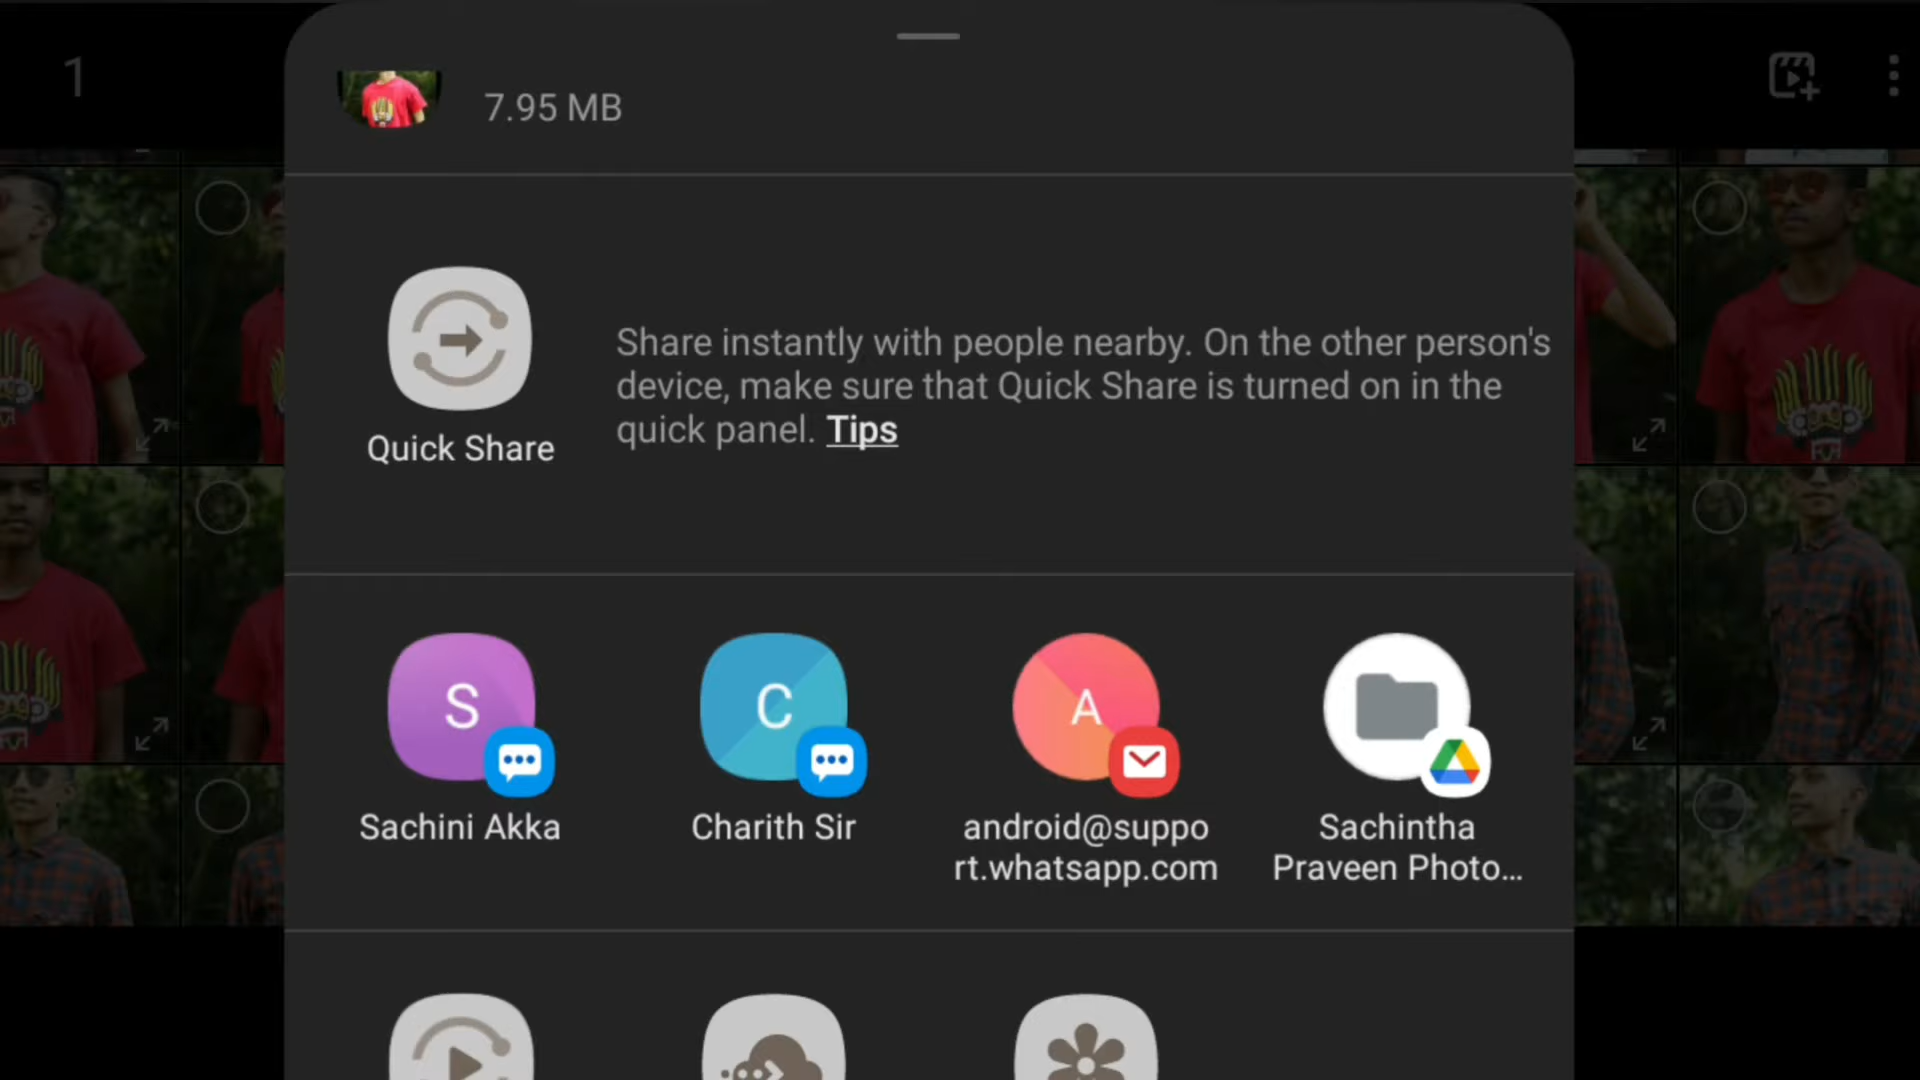 1
7.95 MB
Share instantly with people nearby. On the other person's
device, make sure that Quick Share is turned on in the
quick panel. Tips
Quick Share
S
C
A
Sachini Akka
Charith Sir
android@suppo
rt.whatsapp.com
Sachintha
Praveen Photo...